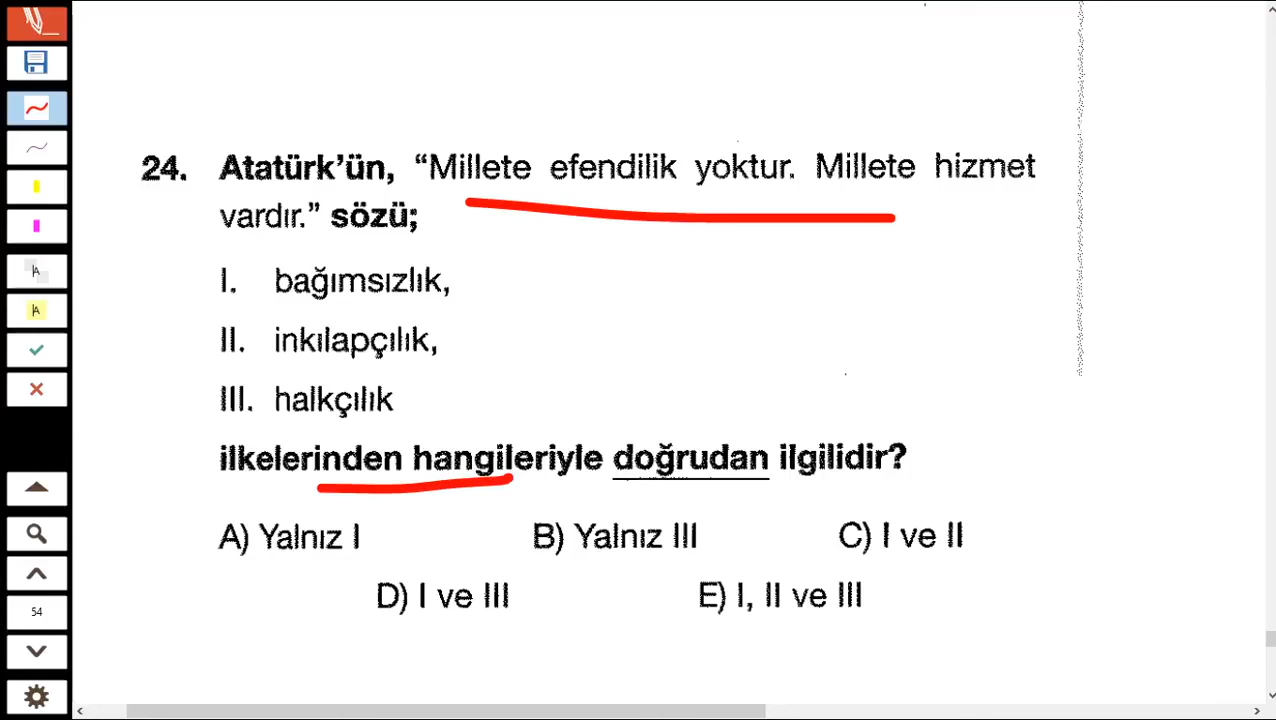 24. Atatürk'ün, “Millete efendilik yoktur. Millete hizmet
vardır.” sözü;
I. bağımsızlık,
II. inkılapçılık,
III. halkçılık
ilkelerinden hangileriyle doğrudan ilgilidir?
A) Yalnız I B) Yalnız III C) I ve II
D) I ve III E) I, II ve III
A
A
54